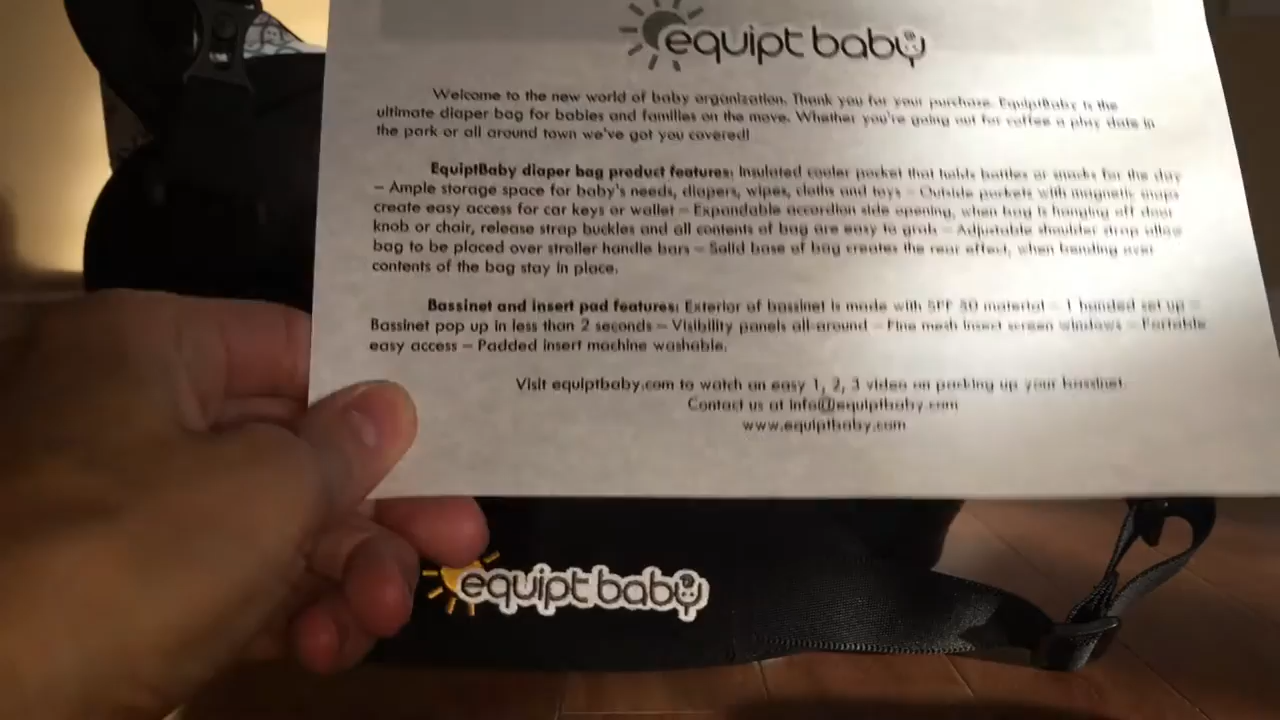 equipt baby
Welcome to the new world of baby organization. Thank you for your purchase. EquiptBaby is the
ultimate diaper bag for babies and families on the move. Whether you're going out for coffee a play date in
the park or all around town we've got you covered!
EquiptBaby diaper bag product features: Insulated cooler pocket that holds bottles or snacks for the day
– Ample storage space for baby's needs, diapers, wipes, cloths and toys – Outside pockets with magnetic snaps
create easy access for car keys or wallet – Expandable accordion side opening, when bag is hanging off door
knob or chair, release strap buckles and all contents of bag are easy to grab – Adjustable shoulder strap allow
bag to be placed over stroller handle bars – Solid base of bag creates the rear effect, when bending over
contents of the bag stay in place.
Bassinet and insert pad features: Exterior of bassinet is made with SPF 50 material – 1 handed set up –
Bassinet pop up in less than 2 seconds – Visibility panels all-around – Fine mesh insert screen windows – Portable
easy access – Padded insert machine washable.
Visit equiptbaby.com to watch an easy 1, 2, 3 video on packing up your bassinet.
Contact us at info@equiptbaby.com
www.equiptbaby.com
equipt baby